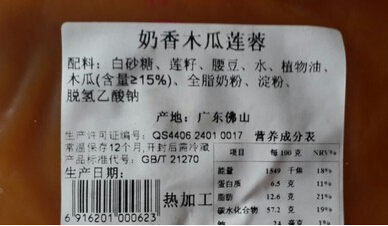 奶香木瓜莲蓉
配料：白砂糖、莲籽、腰豆、水、植物油、
木瓜(含量≥15%)、全脂奶粉、淀粉、
脱氢乙酸钠
产地：广东佛山
生产许可证编号：QS4406 2401 0017
常温保存12个月,开封后需冷藏
产品标准代号：GB/T 21270
生产日期：
热加工
6 916201 000623
营养成分表
项目 每100克 NRV%
能量 1549 千焦 18%
蛋白质 6.5 克 11%
脂肪 12.6 克 21%
碳水化合物 57.2 克 19%
钠 24 毫克 1%